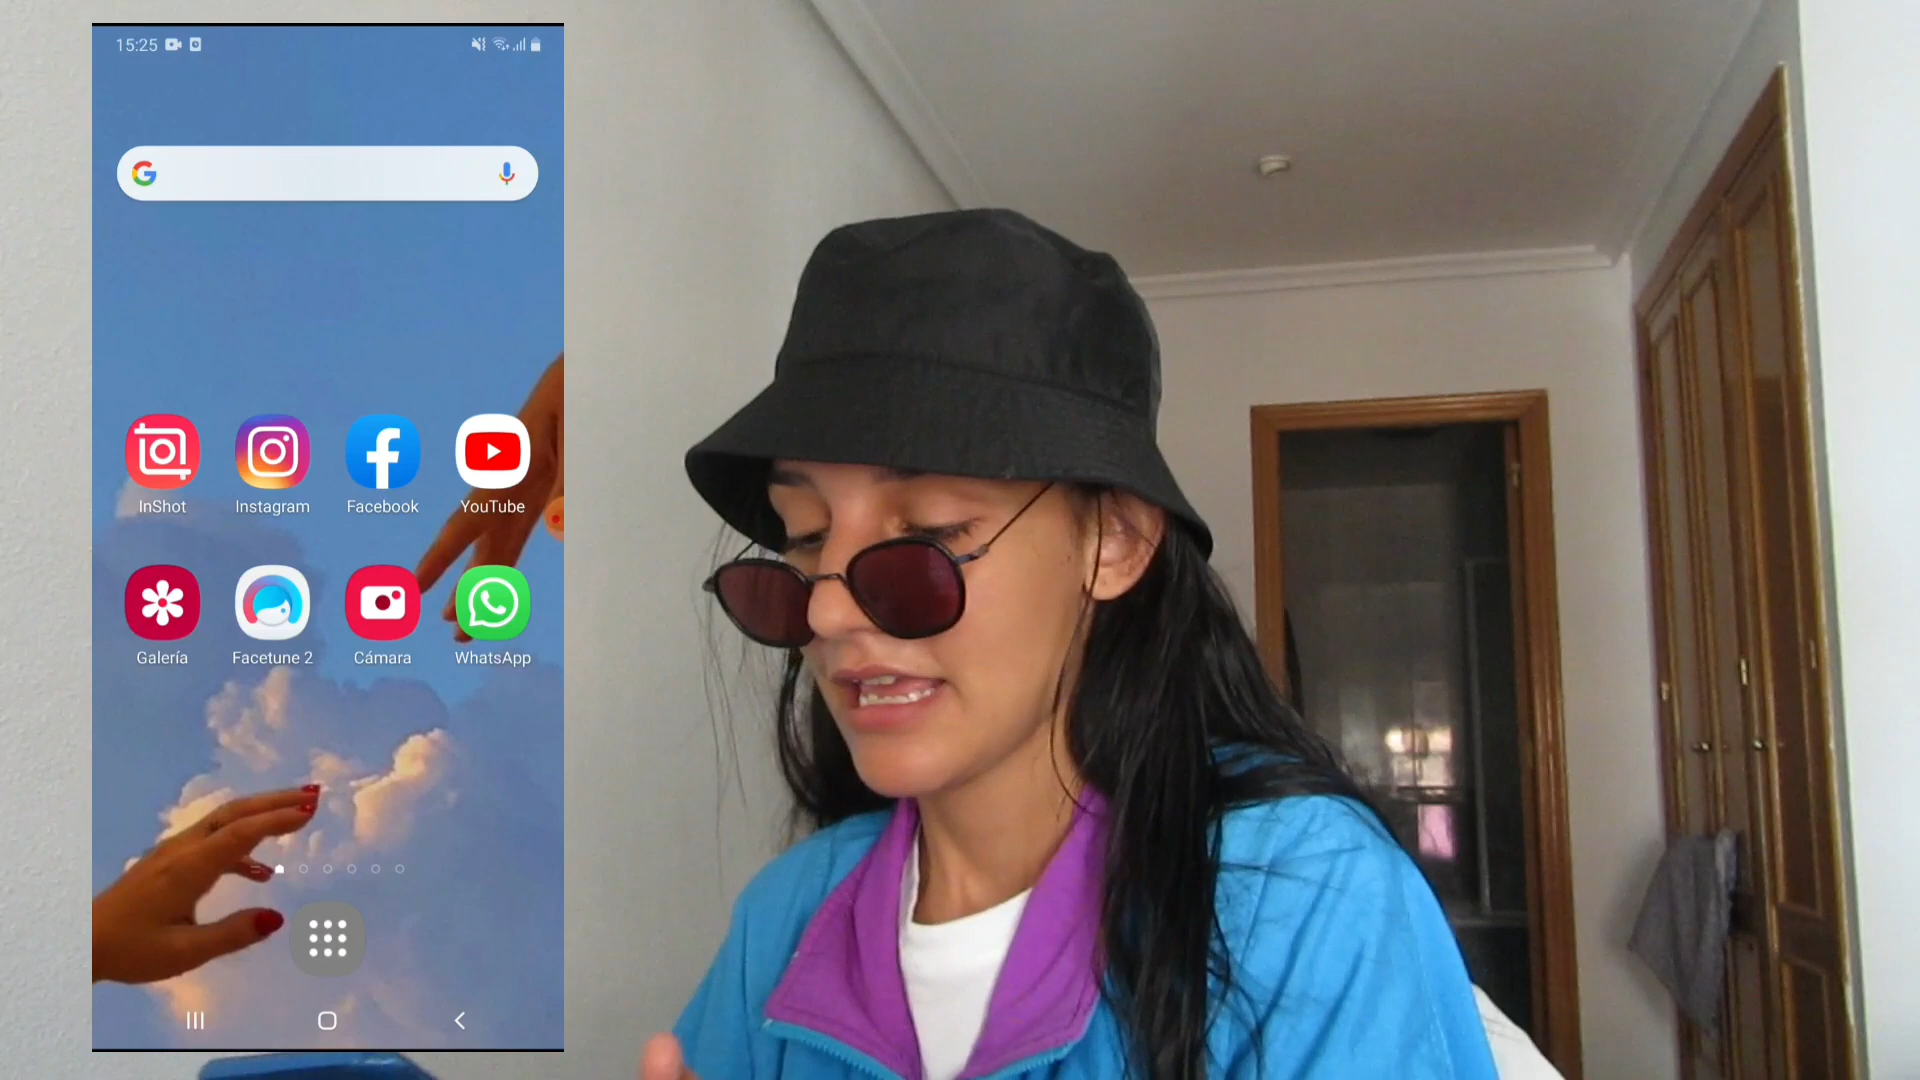 15:25
InShot
Instagram
Facebook
YouTube
Galería
Facetune 2
Cámara
WhatsApp